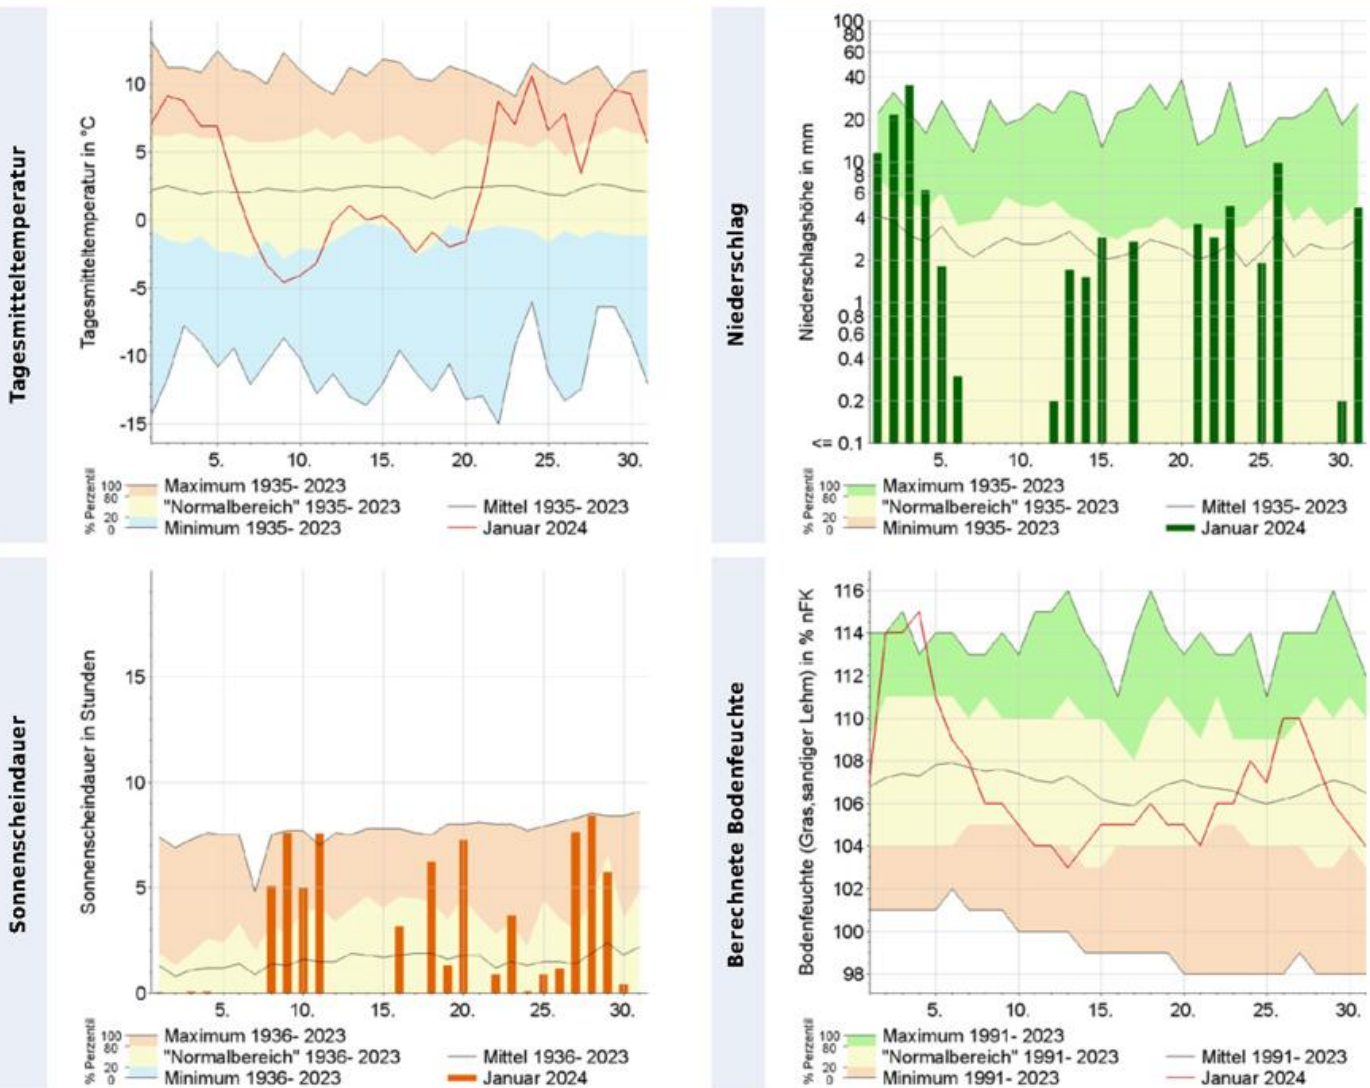 Tagesmitteltemperatur
Tagesmitteltemperatur in °C
10
5
0
-5
-10
-15
5. 10. 15. 20. 25. 30.
% Perzentil
100
80
20
0
Maximum 1935- 2023
"Normalbereich" 1935- 2023
Minimum 1935- 2023
Mittel 1935- 2023
Januar 2024
Niederschlag
Niederschlagshöhe in mm
100
80
60
40
20
10
8
6
4
2
1
0.8
0.6
0.4
0.2
<= 0.1
5. 10. 15. 20. 25. 30.
% Perzentil
100
80
20
0
Maximum 1935- 2023
"Normalbereich" 1935- 2023
Minimum 1935- 2023
Mittel 1935- 2023
Januar 2024
Sonnenscheindauer
Sonnenscheindauer in Stunden
15
10
5
0
5. 10. 15. 20. 25. 30.
% Perzentil
100
80
20
0
Maximum 1936- 2023
"Normalbereich" 1936- 2023
Minimum 1936- 2023
Mittel 1936- 2023
Januar 2024
Berechnete Bodenfeuchte
Bodenfeuchte (Gras,sandiger Lehm) in % nFK
116
114
112
110
108
106
104
102
100
98
5. 10. 15. 20. 25. 30.
% Perzentil
100
80
20
0
Maximum 1991- 2023
"Normalbereich" 1991- 2023
Minimum 1991- 2023
Mittel 1991- 2023
Januar 2024